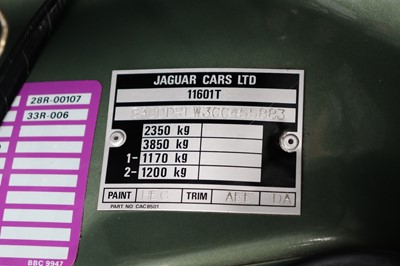 28R-00107
33R-006
BBC 9947
JAGUAR CARS LTD
11601T
2350 kg
3850 kg
1- 1170 kg
2- 1200 kg
PAINT TRIM
PART NO CAC8501